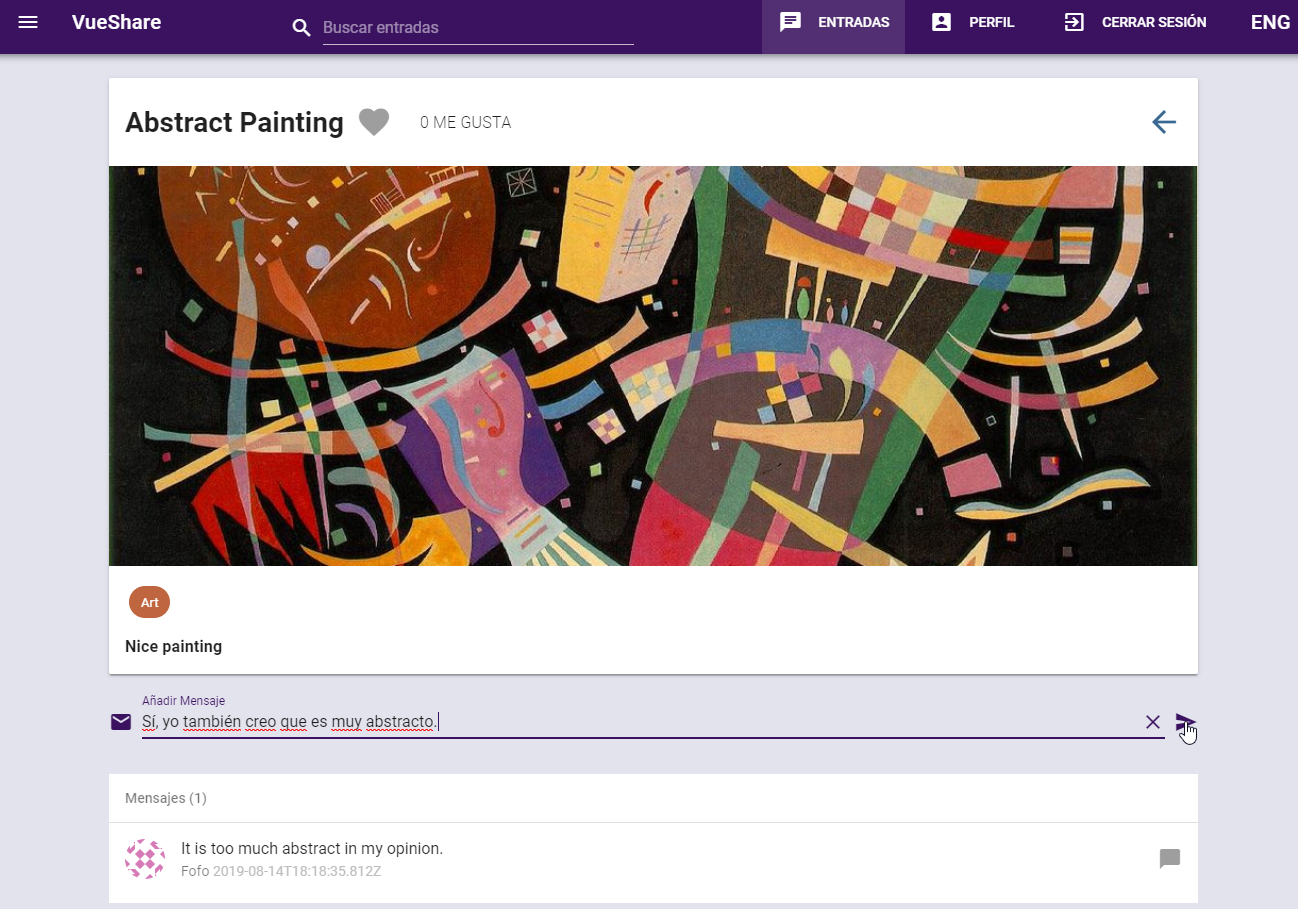 VueShare
Buscar entradas
ENTRADAS
PERFIL
CERRAR SESIÓN
ENG
Abstract Painting
0 ME GUSTA
Art
Nice painting
Añadir Mensaje
Sí, yo también creo que es muy abstracto.
Mensajes (1)
It is too much abstract in my opinion.
Fofo 2019-08-14T18:18:35.812Z